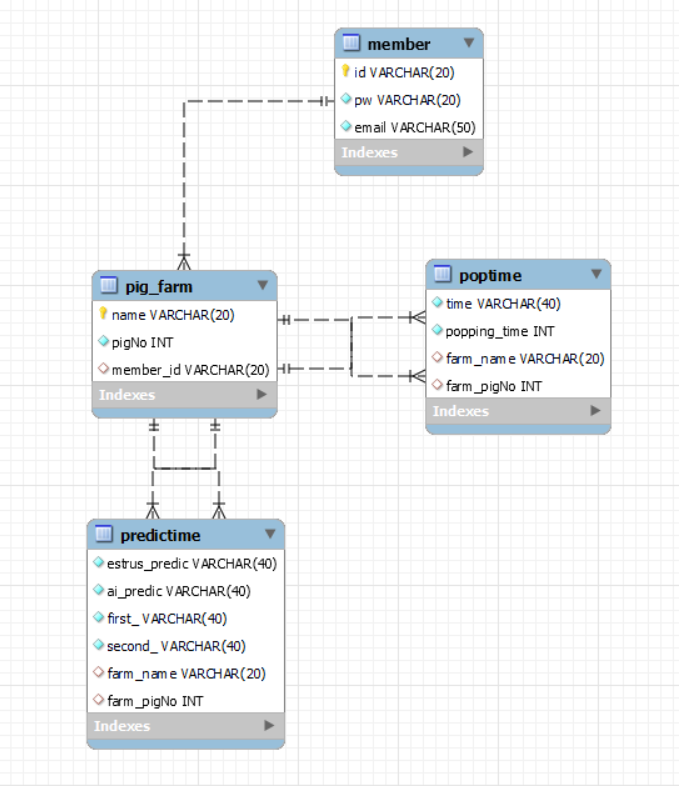 member
id VARCHAR(20)
pw VARCHAR(20)
email VARCHAR(50)
Indexes
pig_farm
name VARCHAR(20)
pigNo INT
member_id VARCHAR(20)
Indexes
poptime
time VARCHAR(40)
popping_time INT
farm_name VARCHAR(20)
farm_pigNo INT
Indexes
predictime
estrus_predic VARCHAR(40)
ai_predic VARCHAR(40)
first_ VARCHAR(40)
second_ VARCHAR(40)
farm_name VARCHAR(20)
farm_pigNo INT
Indexes